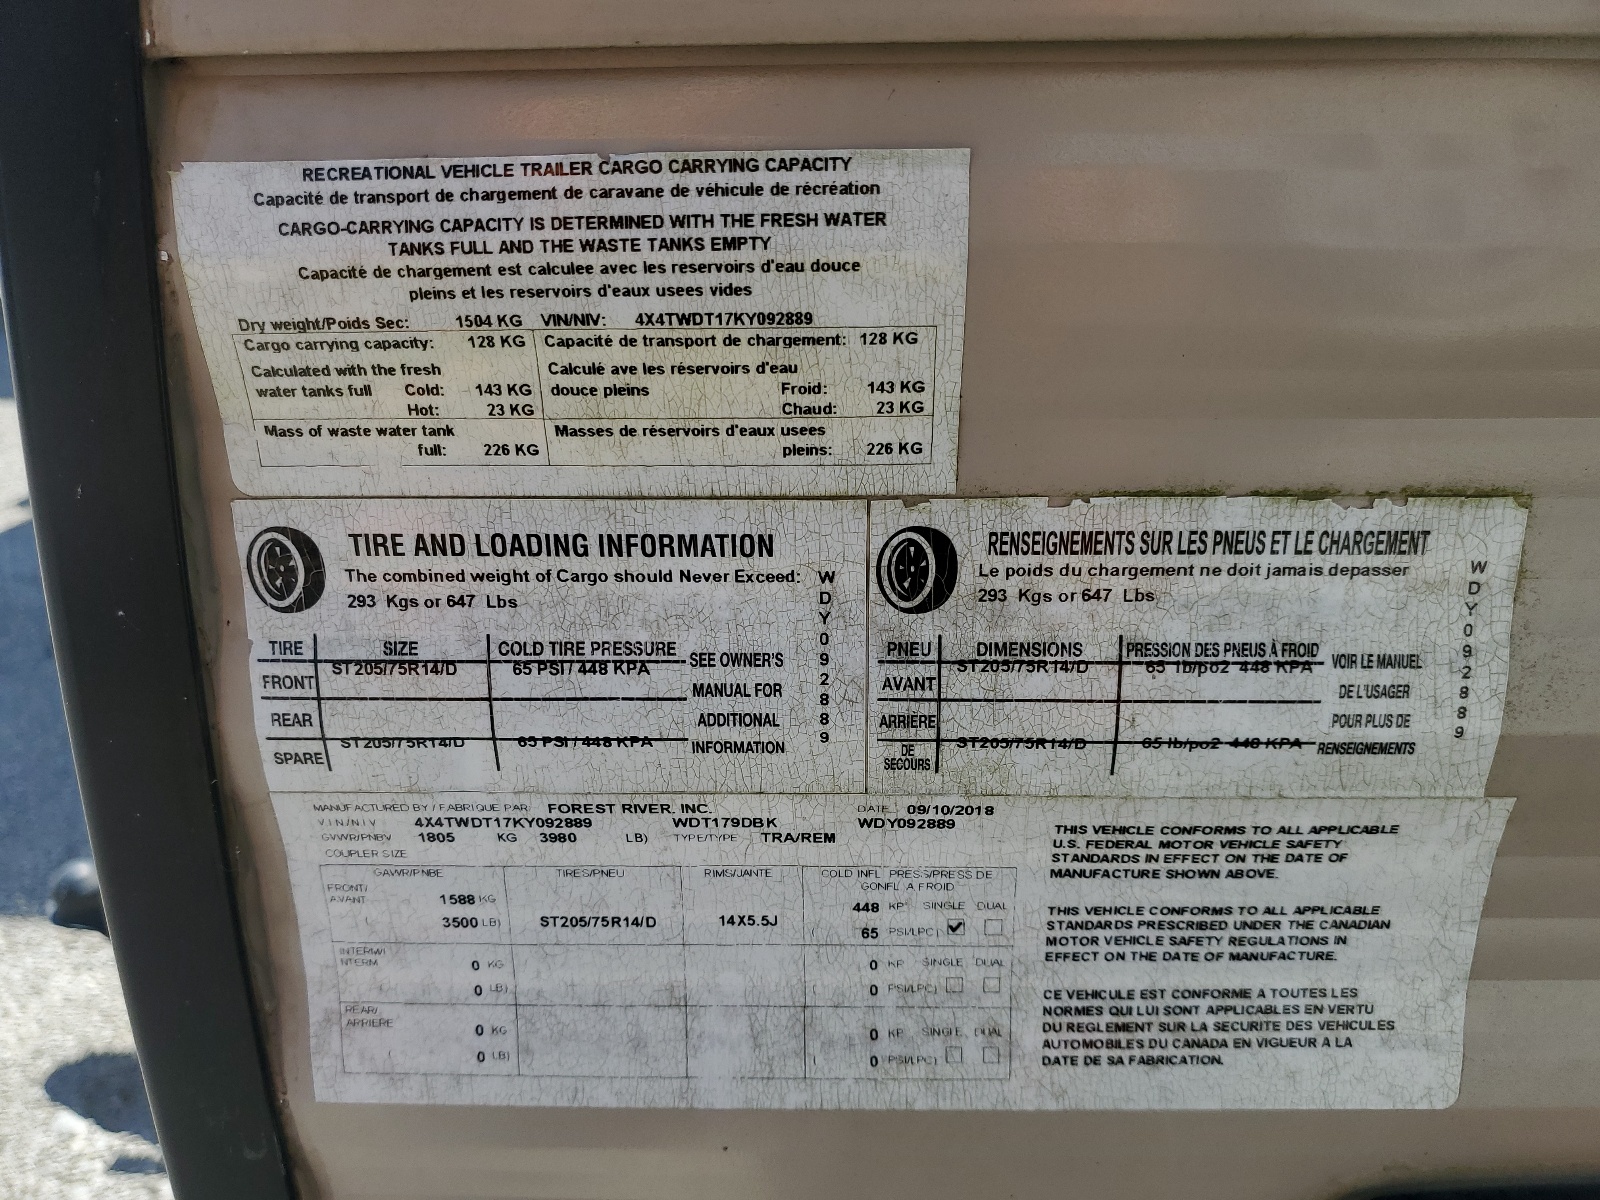 RECREATIONAL VEHICLE TRAILER CARGO CARRYING CAPACITY
Capacité de transport de chargement de caravane de véhicule de récréation
CARGO-CARRYING CAPACITY IS DETERMINED WITH THE FRESH WATER
TANKS FULL AND THE WASTE TANKS EMPTY
Capacité de chargement est calculee avec les reservoirs d'eau douce
pleins et les reservoirs d'eaux usees vides
Dry weight/Poids Sec: 1504 KG VIN/NIV: 4X4TWDT17KY092889
Cargo carrying capacity: 128 KG Capacité de transport de chargement: 128 KG
Calculated with the fresh Calculé ave les réservoirs d'eau
water tanks full Cold: 143 KG douce pleins Froid: 143 KG
Hot: 23 KG Chaud: 23 KG
Mass of waste water tank Masses de réservoirs d'eaux usees
full: 226 KG pleins: 226 KG
TIRE AND LOADING INFORMATION
The combined weight of Cargo should Never Exceed:
293 Kgs or 647 Lbs
TIRE SIZE COLD TIRE PRESSURE SEE OWNER'S
FRONT ST205/75R14/D 65 PSI / 448 KPA MANUAL FOR
REAR ADDITIONAL
SPARE ST205/75R14/D 65 PSI / 448 KPA INFORMATION
WDY092889
RENSEIGNEMENTS SUR LES PNEUS ET LE CHARGEMENT
Le poids du chargement ne doit jamais depasser
293 Kgs or 647 Lbs
PNEU DIMENSIONS PRESSION DES PNEUS À FROID VOIR LE MANUEL
AVANT ST205/75R14/D 65 lb/po2 448 KPA DE L'USAGER
ARRIERE POUR PLUS DE
DE SECOURS ST205/75R14/D 65 lb/po2 448 KPA RENSEIGNEMENTS
WDY092889
MANUFACTURED BY / FABRIQUE PAR FOREST RIVER, INC. DATE 09/10/2018
VIN/NIV 4X4TWDT17KY092889 WDT179DBK WDY092889
GVWR/PNBV 1805 KG 3980 LB) TYPE/TYPE TRA/REM
COUPLER SIZE
GAWR/PNBE TIRES/PNEU RIMS/JANTE COLD INFL PRESS/PRESS DE
GONFL A FROID
FRONT/
AVANT 1588 KG 448 KP SINGLE DUAL
( 3500 LB) ST205/75R14/D 14X5.5J ( 65 PSI/LPC) ✔
INTERM/
INTERM 0 KG 0 KP SINGLE DUAL
( 0 LB) ( 0 PSI/LPC)
REAR/
ARRIERE 0 KG 0 KP SINGLE DUAL
( 0 LB) ( 0 PSI/LPC)
THIS VEHICLE CONFORMS TO ALL APPLICABLE
U.S. FEDERAL MOTOR VEHICLE SAFETY
STANDARDS IN EFFECT ON THE DATE OF
MANUFACTURE SHOWN ABOVE.
THIS VEHICLE CONFORMS TO ALL APPLICABLE
STANDARDS PRESCRIBED UNDER THE CANADIAN
MOTOR VEHICLE SAFETY REGULATIONS IN
EFFECT ON THE DATE OF MANUFACTURE.
CE VEHICULE EST CONFORME A TOUTES LES
NORMES QUI LUI SONT APPLICABLES EN VERTU
DU REGLEMENT SUR LA SECURITE DES VEHICULES
AUTOMOBILES DU CANADA EN VIGUEUR A LA
DATE DE SA FABRICATION.